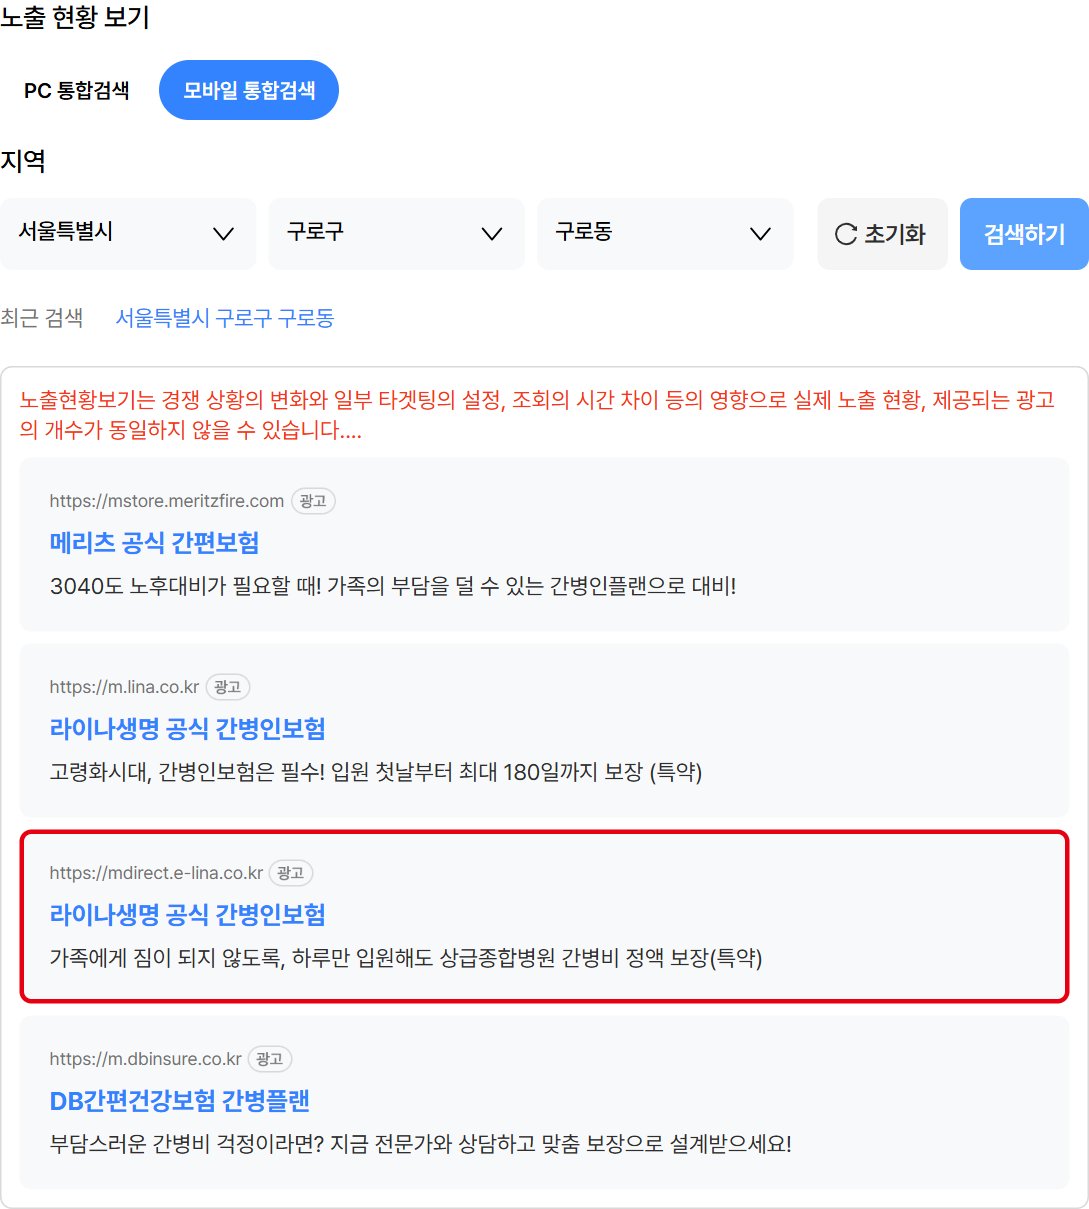 노출 현황 보기
PC 통합검색
모바일 통합검색
지역
서울특별시
구로구
구로동
초기화
검색하기
최근 검색
서울특별시 구로구 구로동
노출현황보기는 경쟁 상황의 변화와 일부 타겟팅의 설정, 조회의 시간 차이 등의 영향으로 실제 노출 현황, 제공되는 광고
의 개수가 동일하지 않을 수 있습니다....
https://mstore.meritzfire.com 광고
메리츠 공식 간편보험
3040도 노후대비가 필요할 때! 가족의 부담을 덜 수 있는 간병인플랜으로 대비!
https://m.lina.co.kr 광고
라이나생명 공식 간병인보험
고령화시대, 간병인보험은 필수! 입원 첫날부터 최대 180일까지 보장 (특약)
https://mdirect.e-lina.co.kr 광고
라이나생명 공식 간병인보험
가족에게 짐이 되지 않도록, 하루만 입원해도 상급종합병원 간병비 정액 보장(특약)
https://m.dbinsure.co.kr 광고
DB간편건강보험 간병플랜
부담스러운 간병비 걱정이라면? 지금 전문가와 상담하고 맞춤 보장으로 설계받으세요!